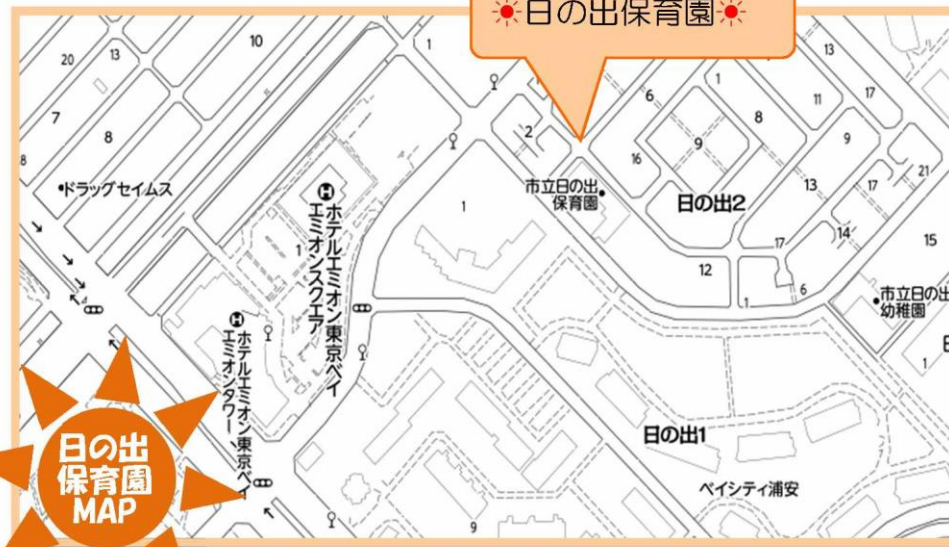 日の出保育園
20
13
10
1
7
8
8
ドラッグセイムス
ホテルエミオン東京ベイ
エミオンスクエア
1
ホテルエミオン東京ベイ
エミオンタワー
1
2
市立日の出
保育園
6
16
9
1
8
日の出2
13
11
17
9
13
17
21
14
17
15
12
1
6
市立日の出
幼稚園
1
日の出1
ベイシティ浦安
9
日の出
保育園
MAP